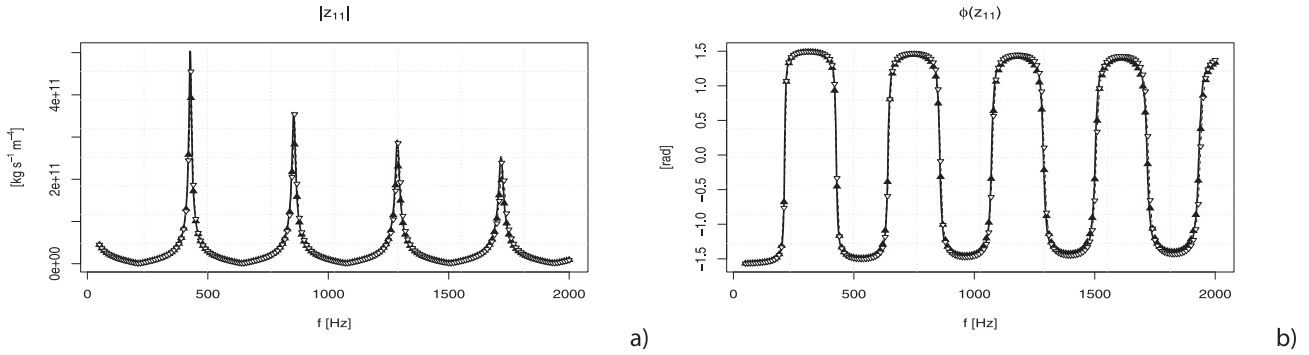 |z₁₁|
[kg s⁻¹ m⁻⁴]
0e+00
2e+11
4e+11
0
500
1000
1500
2000
f [Hz]
a)
ϕ(z₁₁)
[rad]
−1.5
−1.0
−0.5
0.0
0.5
1.0
1.5
0
500
1000
1500
2000
f [Hz]
b)